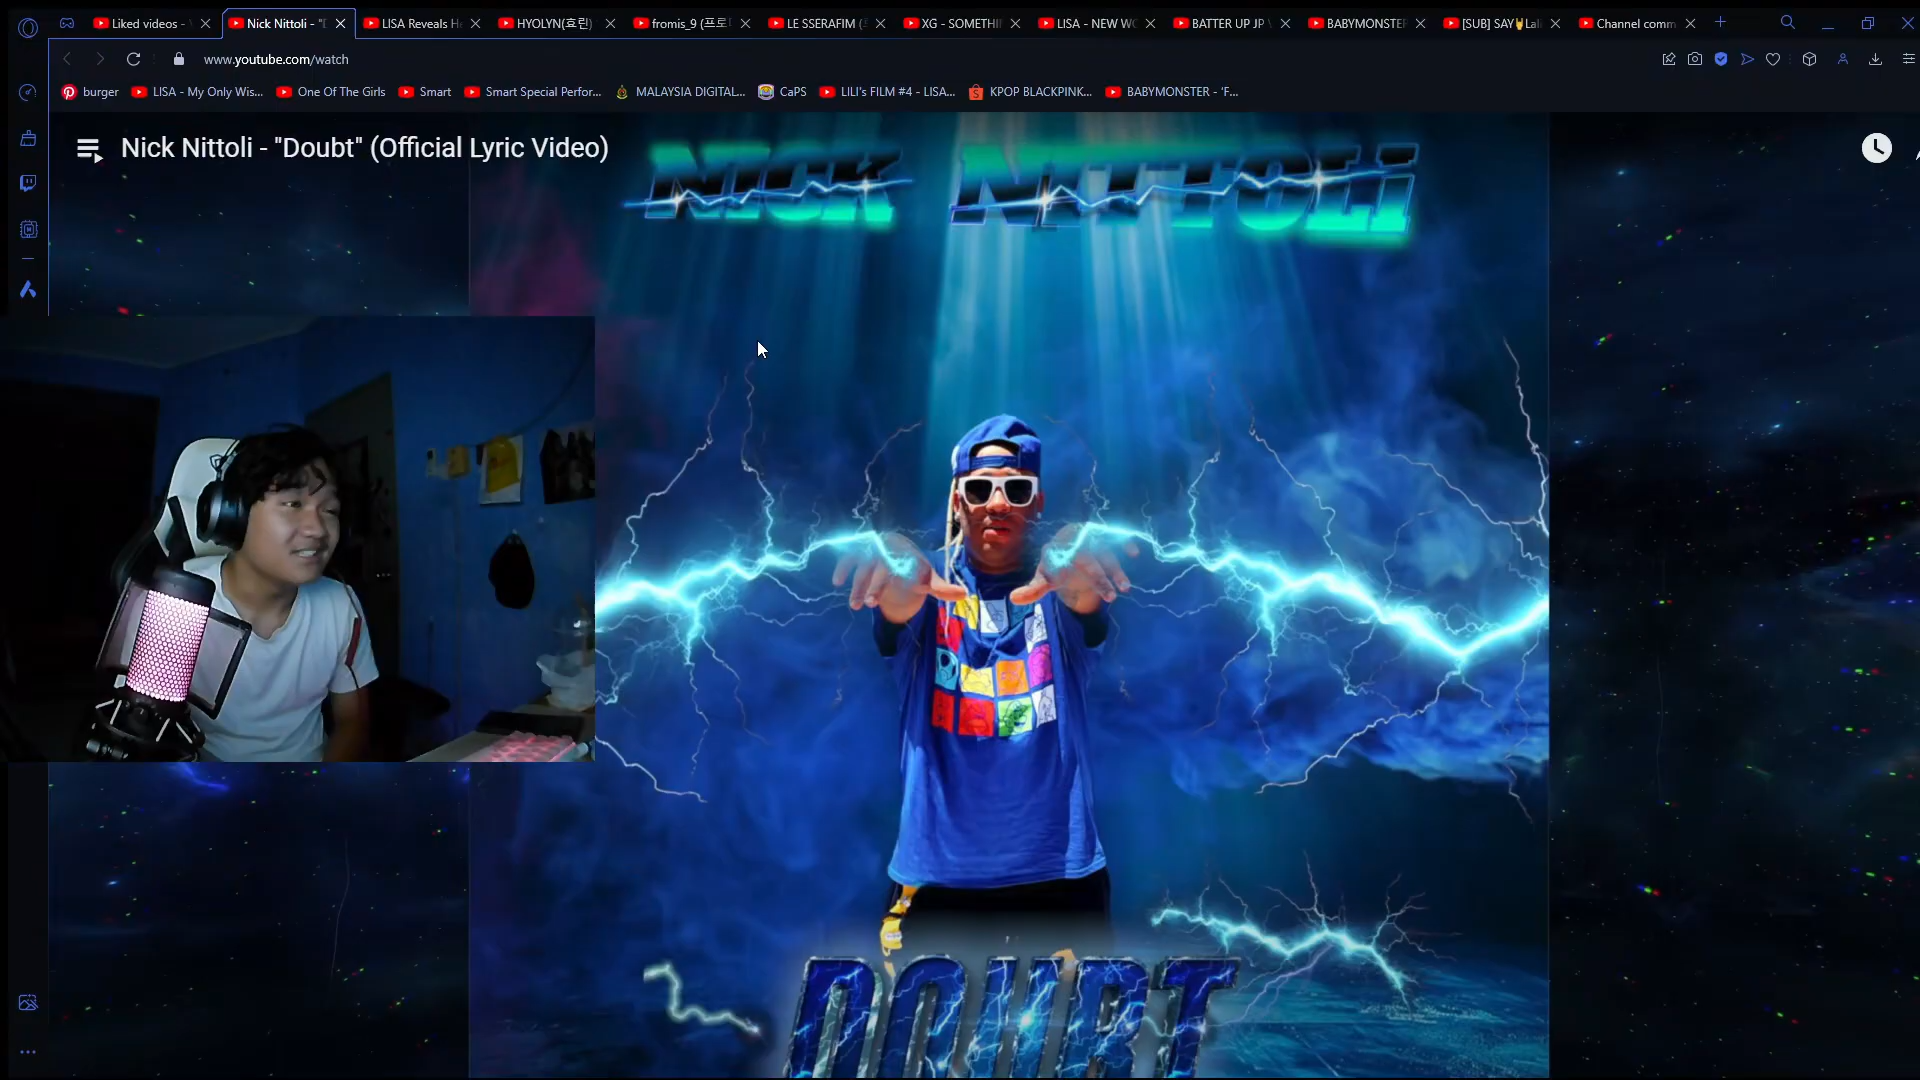 Liked videos -
Nick Nittoli - "D
LISA Reveals H
HYOLYN(효린)
fromis_9 (프로
LE SSERAFIM (
XG - SOMETHI
LISA - NEW WO
BATTER UP JP
BABYMONSTER
[SUB] SAY🤘Lal
Channel comm
www.youtube.com/watch
burger
LISA - My Only Wis...
One Of The Girls
Smart
Smart Special Perfor...
MALAYSIA DIGITAL...
CaPS
LILI's FILM #4 - LISA...
KPOP BLACKPINK...
BABYMONSTER - 'F...
Nick Nittoli - "Doubt" (Official Lyric Video)
NICK NITTOLI
DOUBT